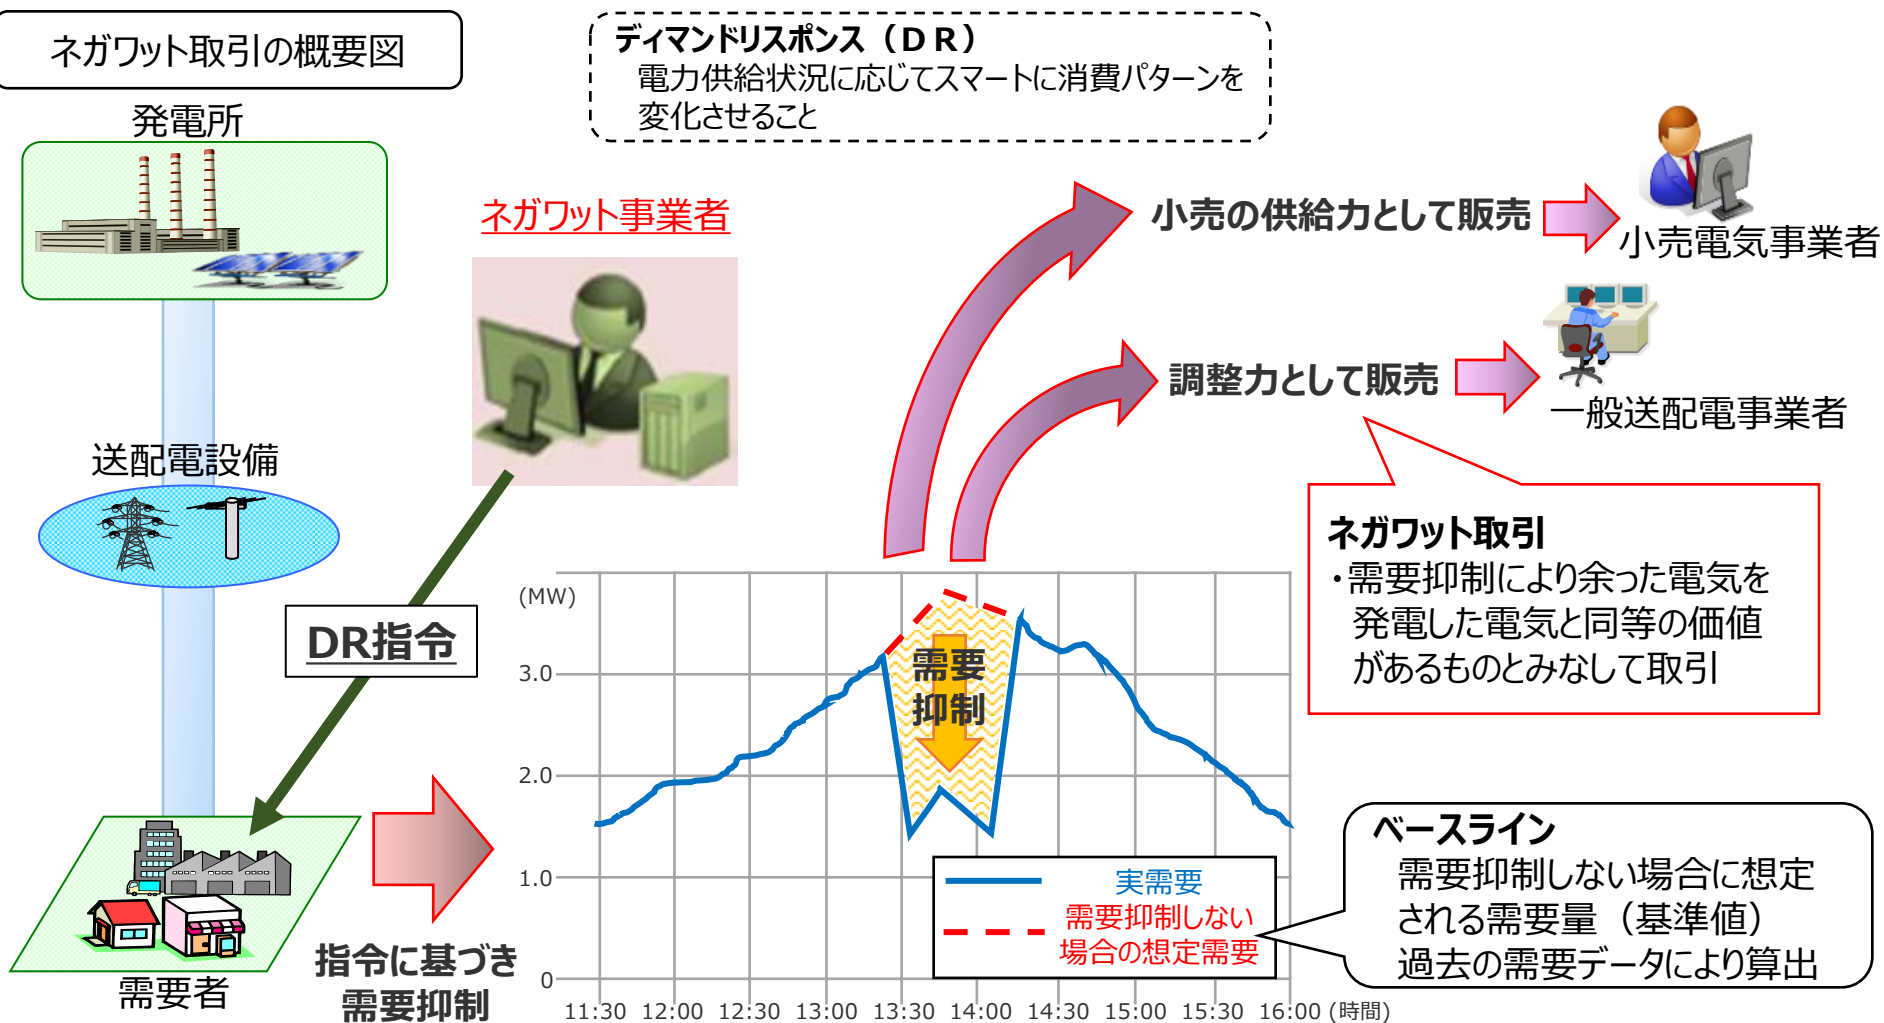 ネガワット取引の概要図
ディマンドリスポンス（ＤＲ）
電力供給状況に応じてスマートに消費パターンを
変化させること
発電所
ネガワット事業者
小売の供給力として販売
小売電気事業者
調整力として販売
一般送配電事業者
送配電設備
ネガワット取引
・需要抑制により余った電気を
発電した電気と同等の価値
があるものとみなして取引
DR指令
(MW)
3.0
2.0
1.0
0
需要
抑制
実需要
需要抑制しない
場合の想定需要
ベースライン
需要抑制しない場合に想定
される需要量（基準値）
過去の需要データにより算出
需要者
指令に基づき
需要抑制
11:30 12:00 12:30 13:00 13:30 14:00 14:30 15:00 15:30 16:00 (時間)